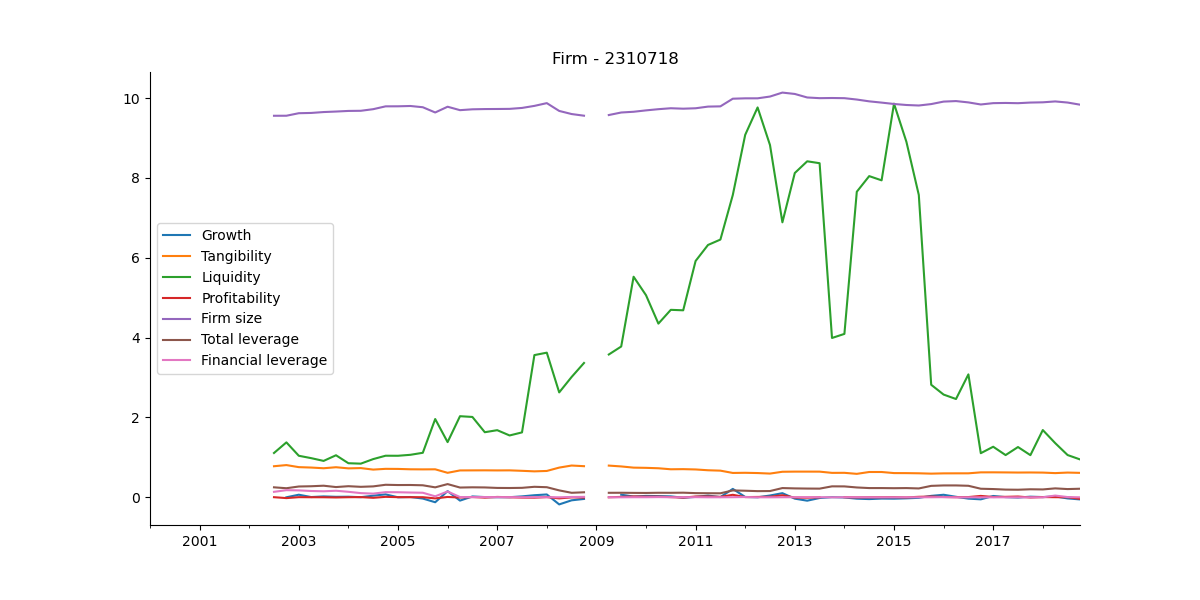 Firm - 2310718
10
8
6
4
2
0
Growth
Tangibility
Liquidity
Profitability
Firm size
Total leverage
Financial leverage
2001 2003 2005 2007 2009 2011 2013 2015 2017